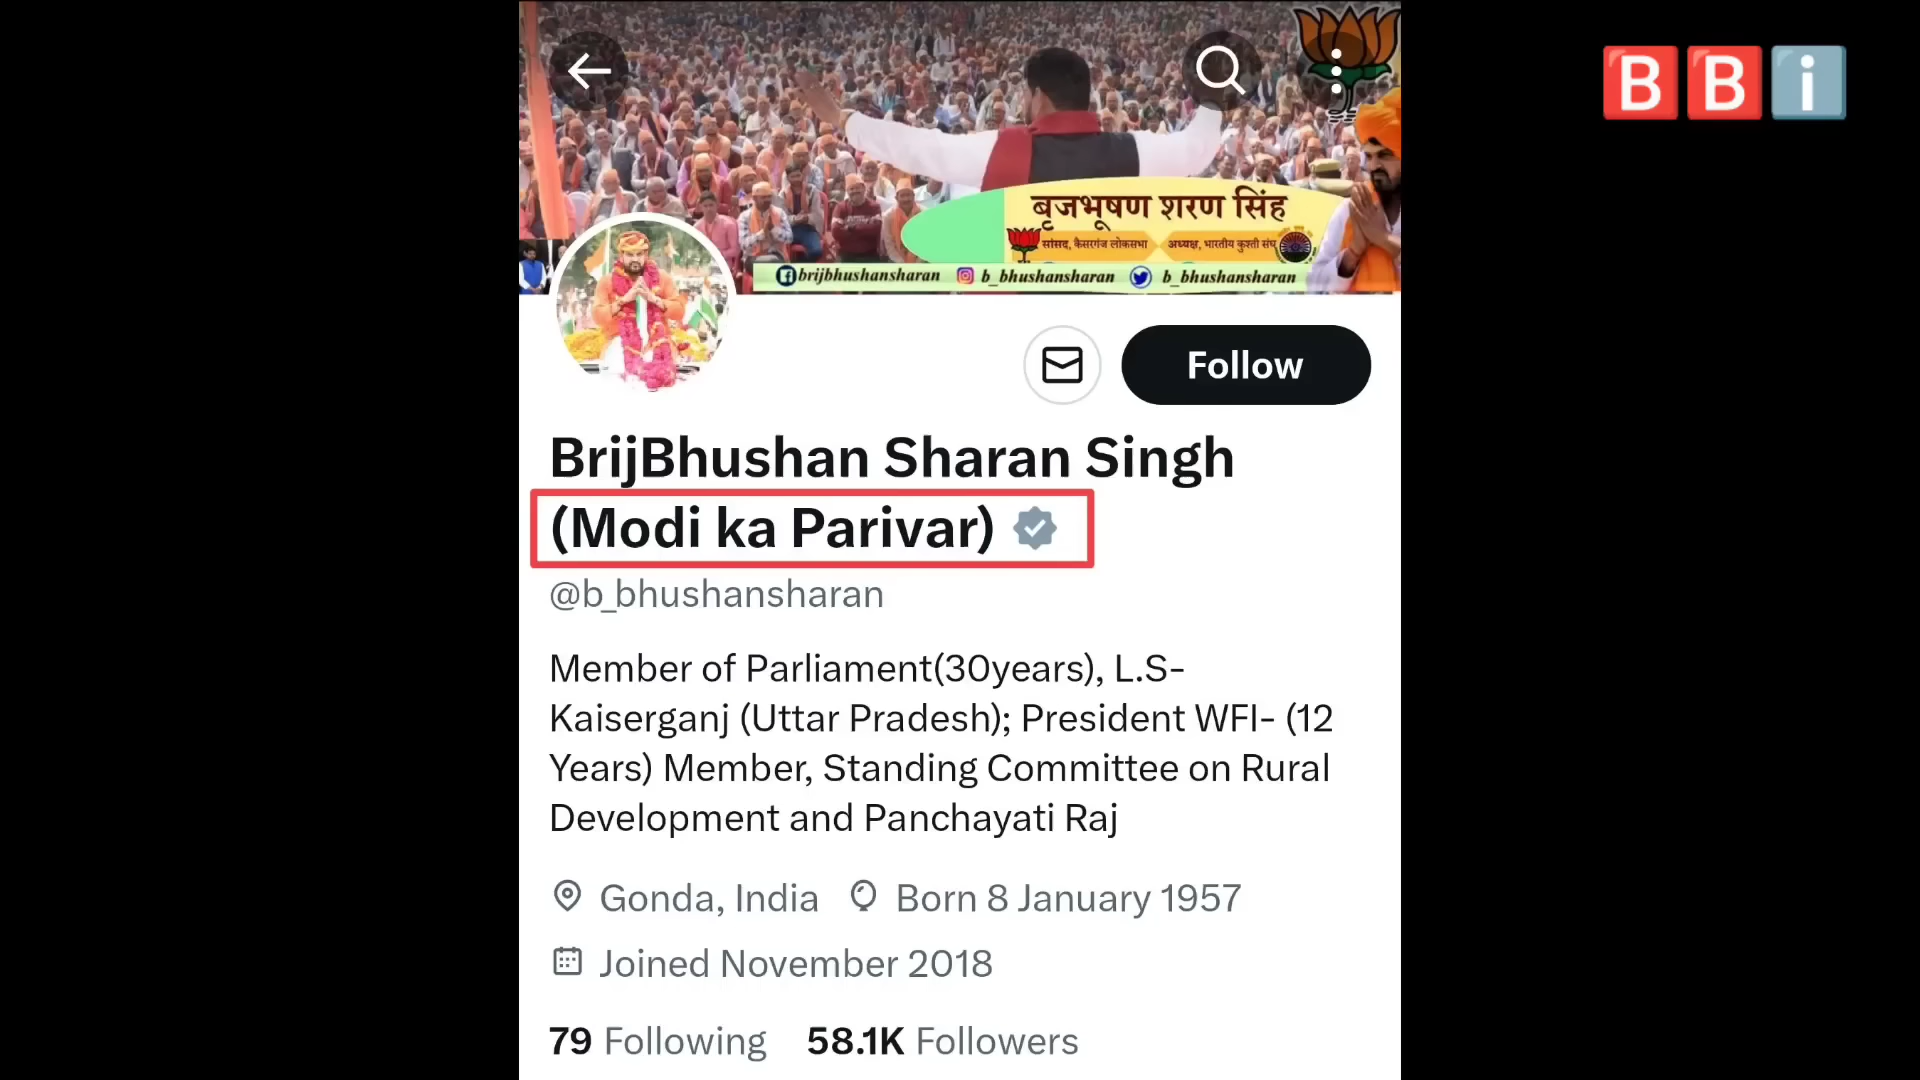 🅱🅱ℹ
बृजभूषण शरण सिंह
सांसद, कैसरगंज लोकसभा अध्यक्ष, भारतीय कुश्ती संघ
brijbhushansharan b_bhushansharan b_bhushansharan
Follow
BrijBhushan Sharan Singh
(Modi ka Parivar)
@b_bhushansharan
Member of Parliament(30years), L.S-
Kaiserganj (Uttar Pradesh); President WFI- (12
Years) Member, Standing Committee on Rural
Development and Panchayati Raj
Gonda, India Born 8 January 1957
Joined November 2018
79 Following 58.1K Followers